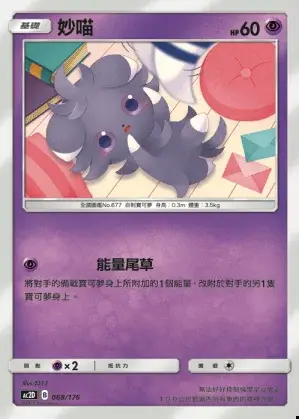 基礎 妙喵 HP60
全國圖鑑No.677 自制寶可夢 身高：0.3m 體重：3.5kg
能量尾草
將對手的備戰寶可夢身上所附加的1個能量，改附於對手的另1隻
寶可夢身上。
弱點 ×2 抵抗力 撤退
AC2D B 068/176